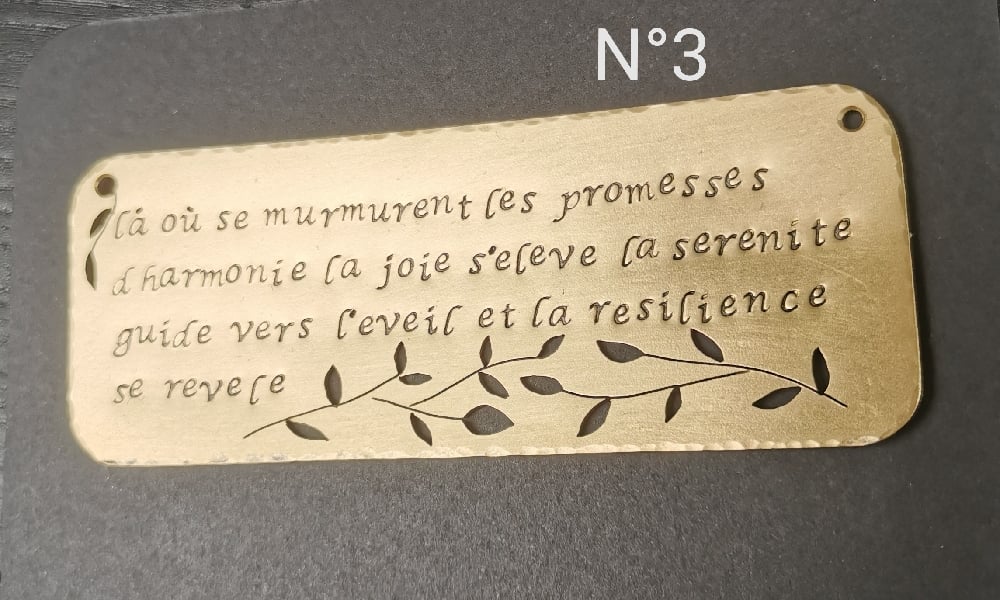 N°3
là où se murmurent les promesses
d harmonie la joie s'eleve la serenite
guide vers l'eveil et la resilience
se revele